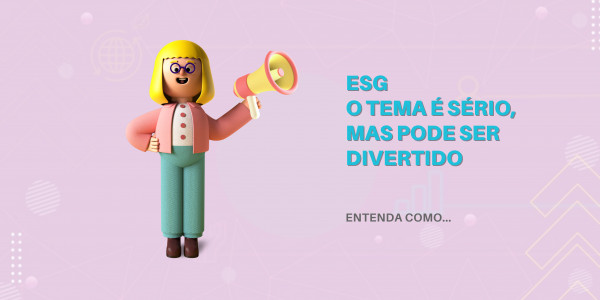 ESG
O TEMA É SÉRIO,
MAS PODE SER
DIVERTIDO
ENTENDA COMO...